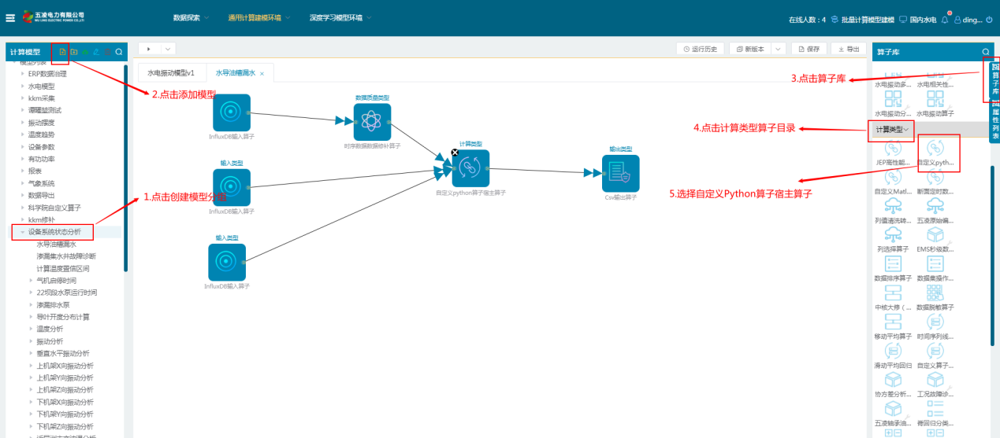 五凌电力有限公司
WU LING ELECTRIC POWER CO.,LTD
数据探索
通用计算建模环境
深度学习模型环境
在线人数：4
批量计算模型建模
国内水电
ding...
计算模型
运行历史
新版本
保存
导出
算子库
模型列表
ERP数据治理
水电模型
kkm采集
振动摆度
温度趋势
设备参数
有功功率
报表
气象系统
数据导出
科学院自定义算子
kkm修补
设备系统状态分析
水导油槽漏水
渗漏集水井故障诊断
计算温度置信区间
气机启停时间
22坝段水泵运行时间
渗漏排水泵
导叶开度分布计算
温度分析
振动分析
垂直水平振动分析
上机架X向振动分析
上机架Y向振动分析
上机架Z向振动分析
下机架X向振动分析
下机架Y向振动分析
下机架Z向振动分析
水电振动模型v1
水导油槽漏水
2.点击添加模型
1.点击创建模型分组
InfluxDB输入算子
数据质量类型
时序数据数据修补算子
输入类型
InfluxDB输入算子
计算类型
自定义python算子宿主算子
输出类型
Csv输出算子
输入类型
InfluxDB输入算子
3.点击算子库
4.点击计算类型算子目录
5.选择自定义Python算子宿主算子
水电振动多...
水电相关性...
水电振动分...
水电振动算子
计算类型
JEP高性能...
自定义pyth...
自定义Matl...
断面定时数...
列值清洗转...
五凌原始编...
列选择算子
EMS秒级数...
数据排序算子
数据集操作...
中核大修（...
数据脱敏算子
移动平均算子
时间序列线...
滑动平均回归
自定义算子...
协方差分析...
工况故障诊...
五凌轴承油...
骨回归分类...
算子库
属性列表